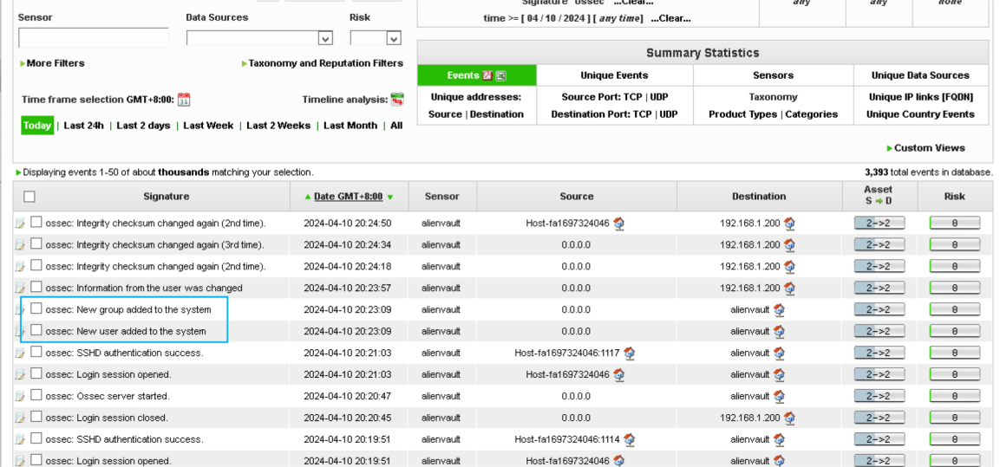 Signature "ossec" ...Clear...
any any none
time >= [ 04 / 10 / 2024 ] [ any time] ...Clear...
Sensor Data Sources Risk
More Filters Taxonomy and Reputation Filters
Time frame selection GMT+8:00: 31 Timeline analysis:
Today | Last 24h | Last 2 days | Last Week | Last 2 Weeks | Last Month | All
Summary Statistics
Events Unique Events Sensors Unique Data Sources
Unique addresses: Source Port: TCP | UDP Taxonomy Unique IP links [FQDN]
Source | Destination Destination Port: TCP | UDP Product Types | Categories Unique Country Events
Custom Views
Displaying events 1-50 of about thousands matching your selection. 3,393 total events in database.
Signature Date GMT+8:00 Sensor Source Destination Asset S D Risk
ossec: Integrity checksum changed again (2nd time). 2024-04-10 20:24:50 alienvault Host-fa1697324046 192.168.1.200 2->2 0
ossec: Integrity checksum changed again (3rd time). 2024-04-10 20:24:34 alienvault 0.0.0.0 192.168.1.200 2->2 0
ossec: Integrity checksum changed again (2nd time). 2024-04-10 20:24:18 alienvault 0.0.0.0 192.168.1.200 2->2 0
ossec: Information from the user was changed 2024-04-10 20:23:57 alienvault 0.0.0.0 192.168.1.200 2->2 0
ossec: New group added to the system 2024-04-10 20:23:09 alienvault 0.0.0.0 alienvault 2->2 0
ossec: New user added to the system 2024-04-10 20:23:09 alienvault 0.0.0.0 alienvault 2->2 0
ossec: SSHD authentication success. 2024-04-10 20:21:03 alienvault Host-fa1697324046:1117 alienvault 2->2 0
ossec: Login session opened. 2024-04-10 20:21:03 alienvault Host-fa1697324046 alienvault 2->2 0
ossec: Ossec server started. 2024-04-10 20:20:47 alienvault 0.0.0.0 alienvault 2->2 0
ossec: Login session closed. 2024-04-10 20:20:45 alienvault 0.0.0.0 192.168.1.200 2->2 0
ossec: SSHD authentication success. 2024-04-10 20:19:51 alienvault Host-fa1697324046:1114 alienvault 2->2 0
ossec: Login session opened. 2024-04-10 20:19:51 alienvault Host-fa1697324046 alienvault 2->2 0